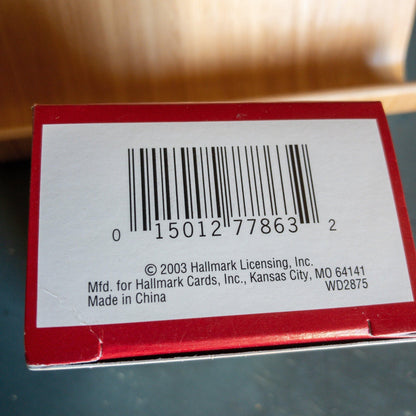 0 15012 77863 2
© 2003 Hallmark Licensing, Inc.
Mfd. for Hallmark Cards, Inc., Kansas City, MO 64141
Made in China WD2875